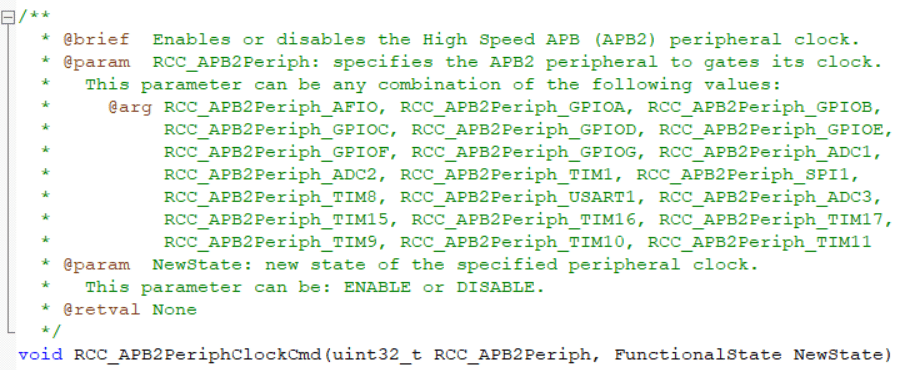 /**
  * @brief  Enables or disables the High Speed APB (APB2) peripheral clock.
  * @param  RCC_APB2Periph: specifies the APB2 peripheral to gates its clock.
  *   This parameter can be any combination of the following values:
  *     @arg RCC_APB2Periph_AFIO, RCC_APB2Periph_GPIOA, RCC_APB2Periph_GPIOB,
  *          RCC_APB2Periph_GPIOC, RCC_APB2Periph_GPIOD, RCC_APB2Periph_GPIOE,
  *          RCC_APB2Periph_GPIOF, RCC_APB2Periph_GPIOG, RCC_APB2Periph_ADC1,
  *          RCC_APB2Periph_ADC2, RCC_APB2Periph_TIM1, RCC_APB2Periph_SPI1,
  *          RCC_APB2Periph_TIM8, RCC_APB2Periph_USART1, RCC_APB2Periph_ADC3,
  *          RCC_APB2Periph_TIM15, RCC_APB2Periph_TIM16, RCC_APB2Periph_TIM17,
  *          RCC_APB2Periph_TIM9, RCC_APB2Periph_TIM10, RCC_APB2Periph_TIM11
  * @param  NewState: new state of the specified peripheral clock.
  *   This parameter can be: ENABLE or DISABLE.
  * @retval None
  */
void RCC_APB2PeriphClockCmd(uint32_t RCC_APB2Periph, FunctionalState NewState)